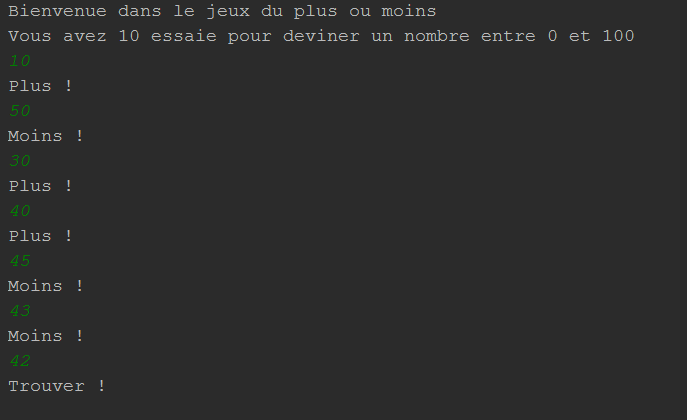 Bienvenue dans le jeux du plus ou moins
Vous avez 10 essaie pour deviner un nombre entre 0 et 100
10
Plus !
50
Moins !
30
Plus !
40
Plus !
45
Moins !
43
Moins !
42
Trouver !